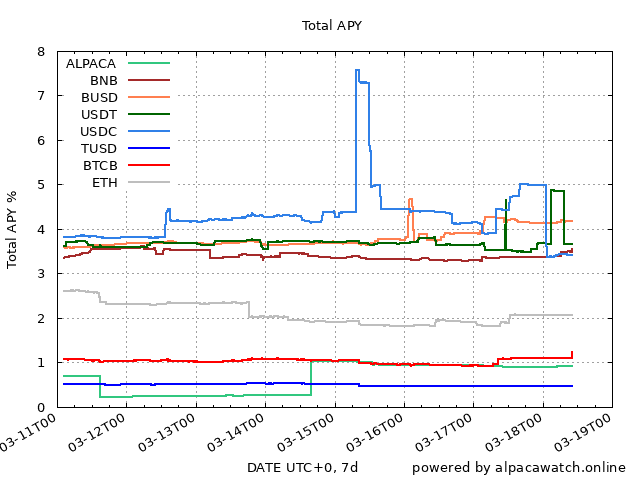 Total APY
Total APY %
8
7
6
5
4
3
2
1
0
ALPACA
BNB
BUSD
USDT
USDC
TUSD
BTCB
ETH
03-11T00
03-12T00
03-13T00
03-14T00
03-15T00
03-16T00
03-17T00
03-18T00
03-19T00
DATE UTC+0, 7d
powered by alpacawatch.online